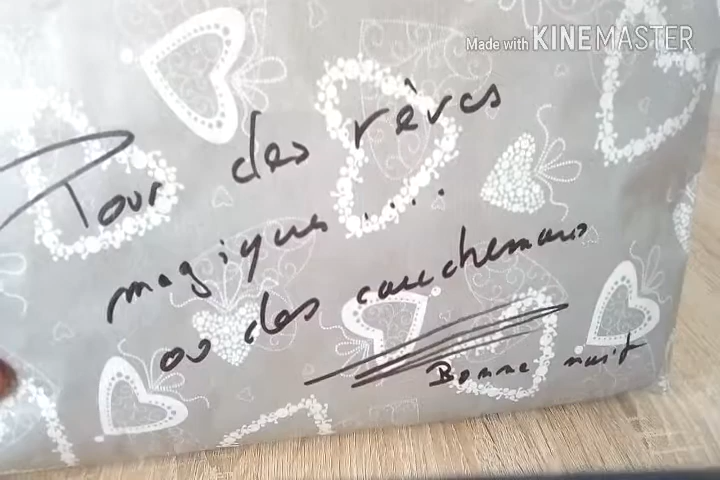 Made with KINEMASTER
Pour des rêves
magiques....
ou des cauchemars
Bonne nuit